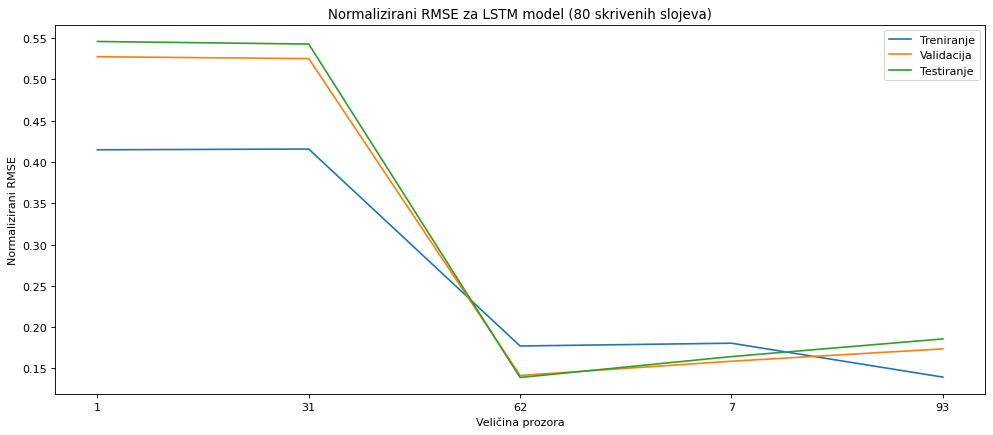 Normalizirani RMSE za LSTM model (80 skrivenih slojeva)
Treniranje
Validacija
Testiranje
Normalizirani RMSE
0.55
0.50
0.45
0.40
0.35
0.30
0.25
0.20
0.15
1 31 62 7 93
Veličina prozora